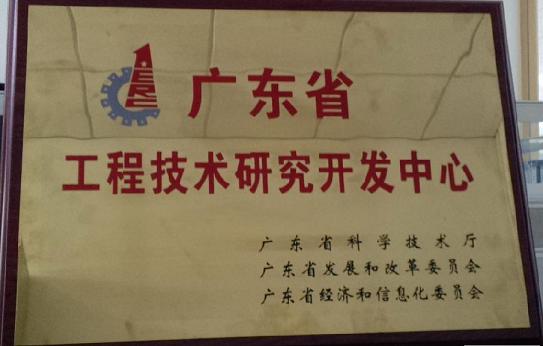 广东省
工程技术研究开发中心
广东省科学技术厅
广东省发展和改革委员会
广东省经济和信息化委员会